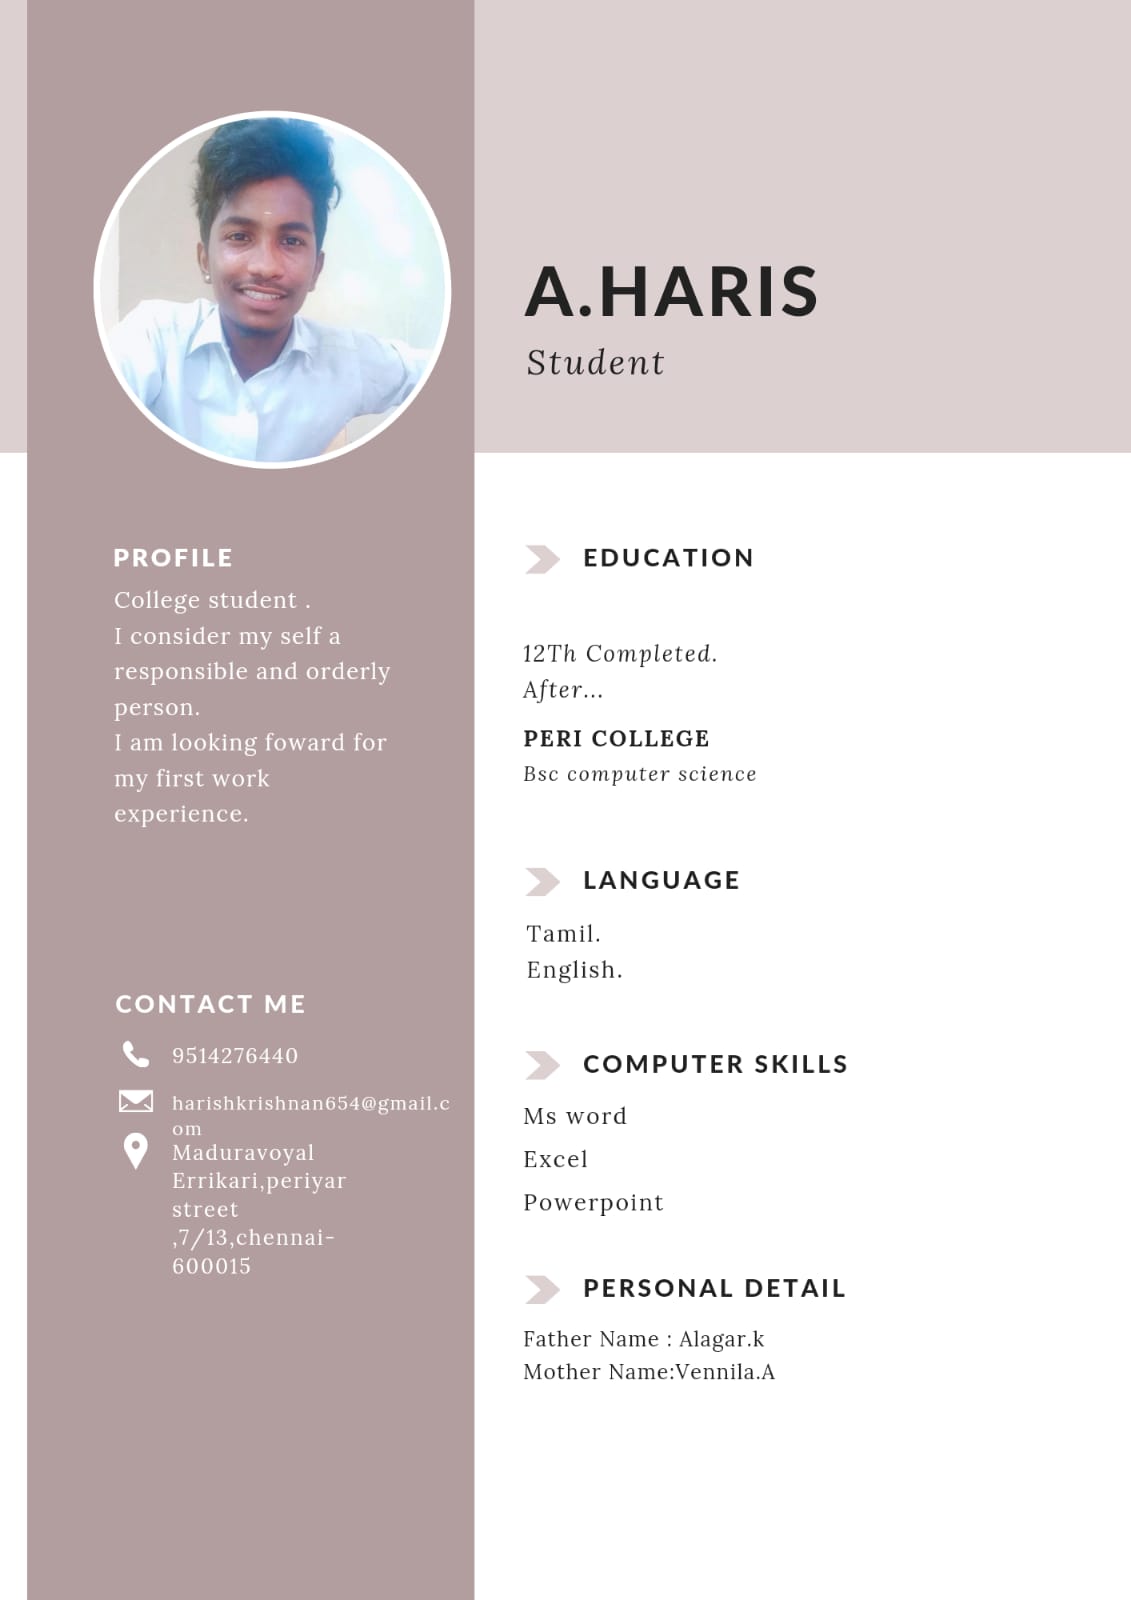 A.HARIS
Student
PROFILE
College student .
I consider my self a
responsible and orderly
person.
I am looking foward for
my first work
experience.
CONTACT ME
9514276440
harishkrishnan654@gmail.c
om
Maduravoyal
Errikari,periyar
street
,7/13,chennai-
600015
EDUCATION
12Th Completed.
After...
PERI COLLEGE
Bsc computer science
LANGUAGE
Tamil.
English.
COMPUTER SKILLS
Ms word
Excel
Powerpoint
PERSONAL DETAIL
Father Name : Alagar.k
Mother Name:Vennila.A